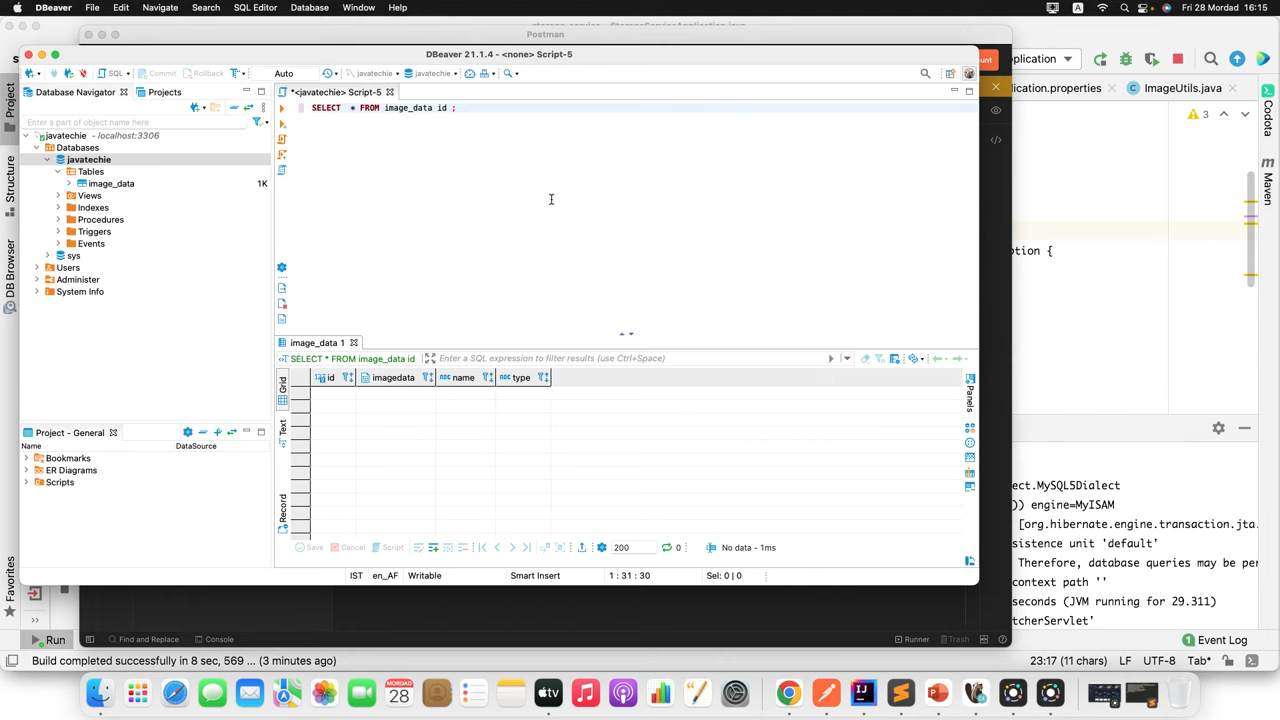 DBeaver File Edit Navigate Search SQL Editor Database Window Help A Fri 28 Mordad 16:15
Postman
DBeaver 21.1.4 - <none> Script-5
SQL Commit Rollback T Auto javatechie javatechie
Database Navigator Projects
*<javatechie> Script-5
Enter a part of object name here
javatechie - localhost:3306
Databases
javatechie
Tables
image_data 1K
Views
Indexes
Procedures
Triggers
Events
sys
Users
Administer
System Info
SELECT * FROM image_data id ;
image_data 1
SELECT * FROM image_data id Enter a SQL expression to filter results (use Ctrl+Space)
Grid
Text
Record
123 id imagedata ABC name ABC type
Panels
Save Cancel Script 200 0 No data - 1ms
Project - General
Name DataSource
Bookmarks
ER Diagrams
Scripts
IST en_AF Writable Smart Insert 1 : 31 : 30 Sel: 0 | 0
Find and Replace Console Runner Trash
Project
Structure
DB Browser
Favorites
lication.properties ImageUtils.java
3
Codota
m
Maven
ption {
ect.MySQL5Dialect
)) engine=MyISAM
[org.hibernate.engine.transaction.jta.
sistence unit 'default'
Therefore, database queries may be per
context path ''
seconds (JVM running for 29.311)
tcherServlet'
Run
Event Log
Build completed successfully in 8 sec, 569 ... (3 minutes ago)
23:17 (11 chars) LF UTF-8 Tab*
MORDAD
28
tv